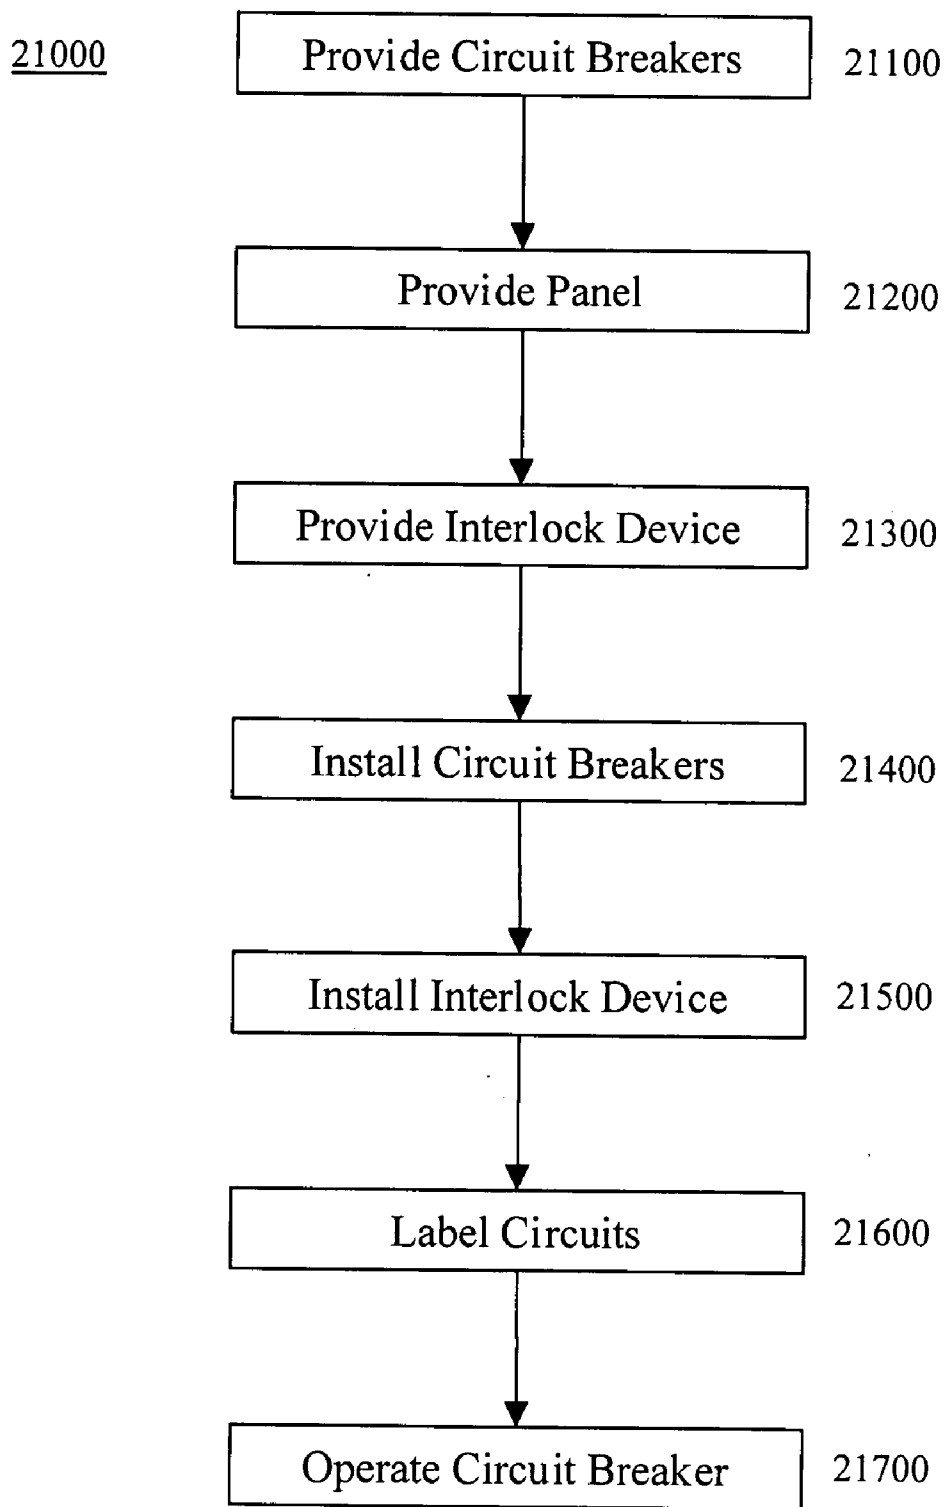 21000
Provide Circuit Breakers 21100
Provide Panel 21200
Provide Interlock Device 21300
Install Circuit Breakers 21400
Install Interlock Device 21500
Label Circuits 21600
Operate Circuit Breaker 21700